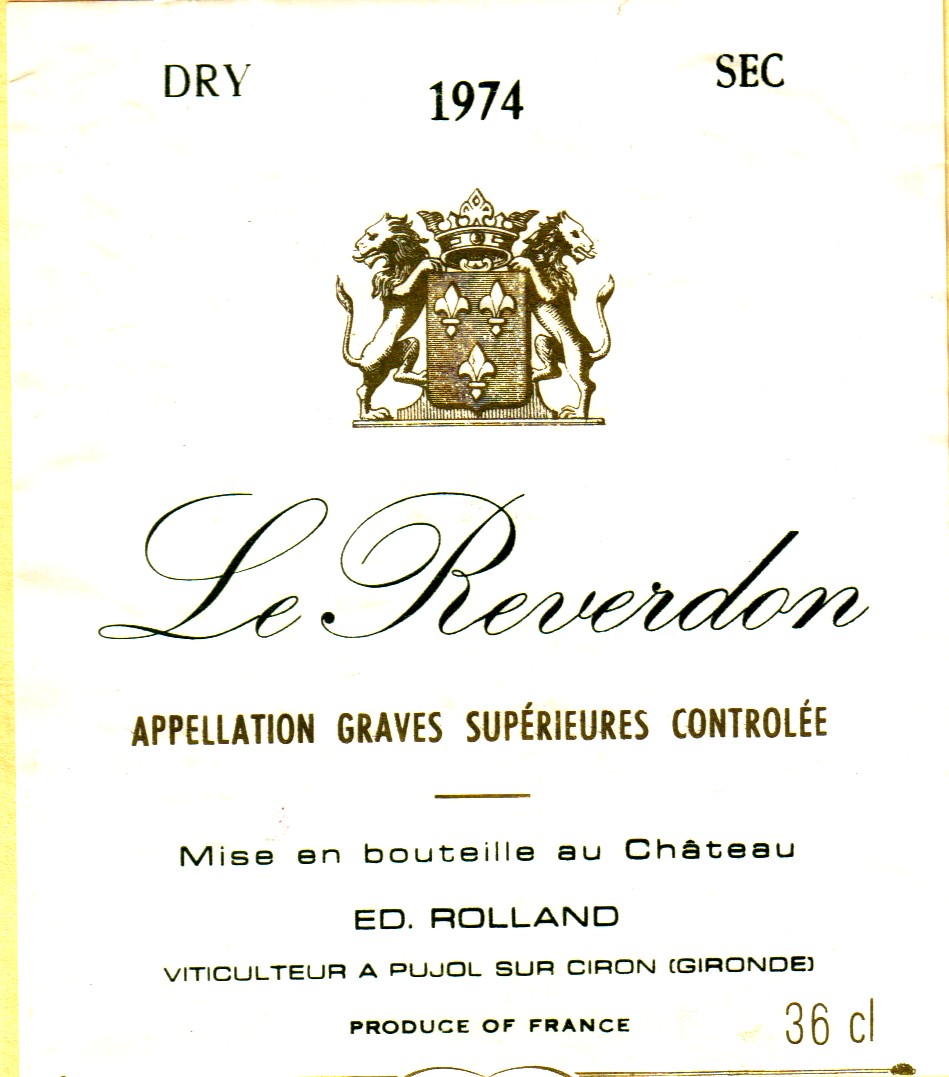 DRY
SEC
1974
Le Reverdon
APPELLATION GRAVES SUPÉRIEURES CONTROLÉE
Mise en bouteille au Château
ED. ROLLAND
VITICULTEUR A PUJOL SUR CIRON (GIRONDE)
PRODUCE OF FRANCE
36 cl